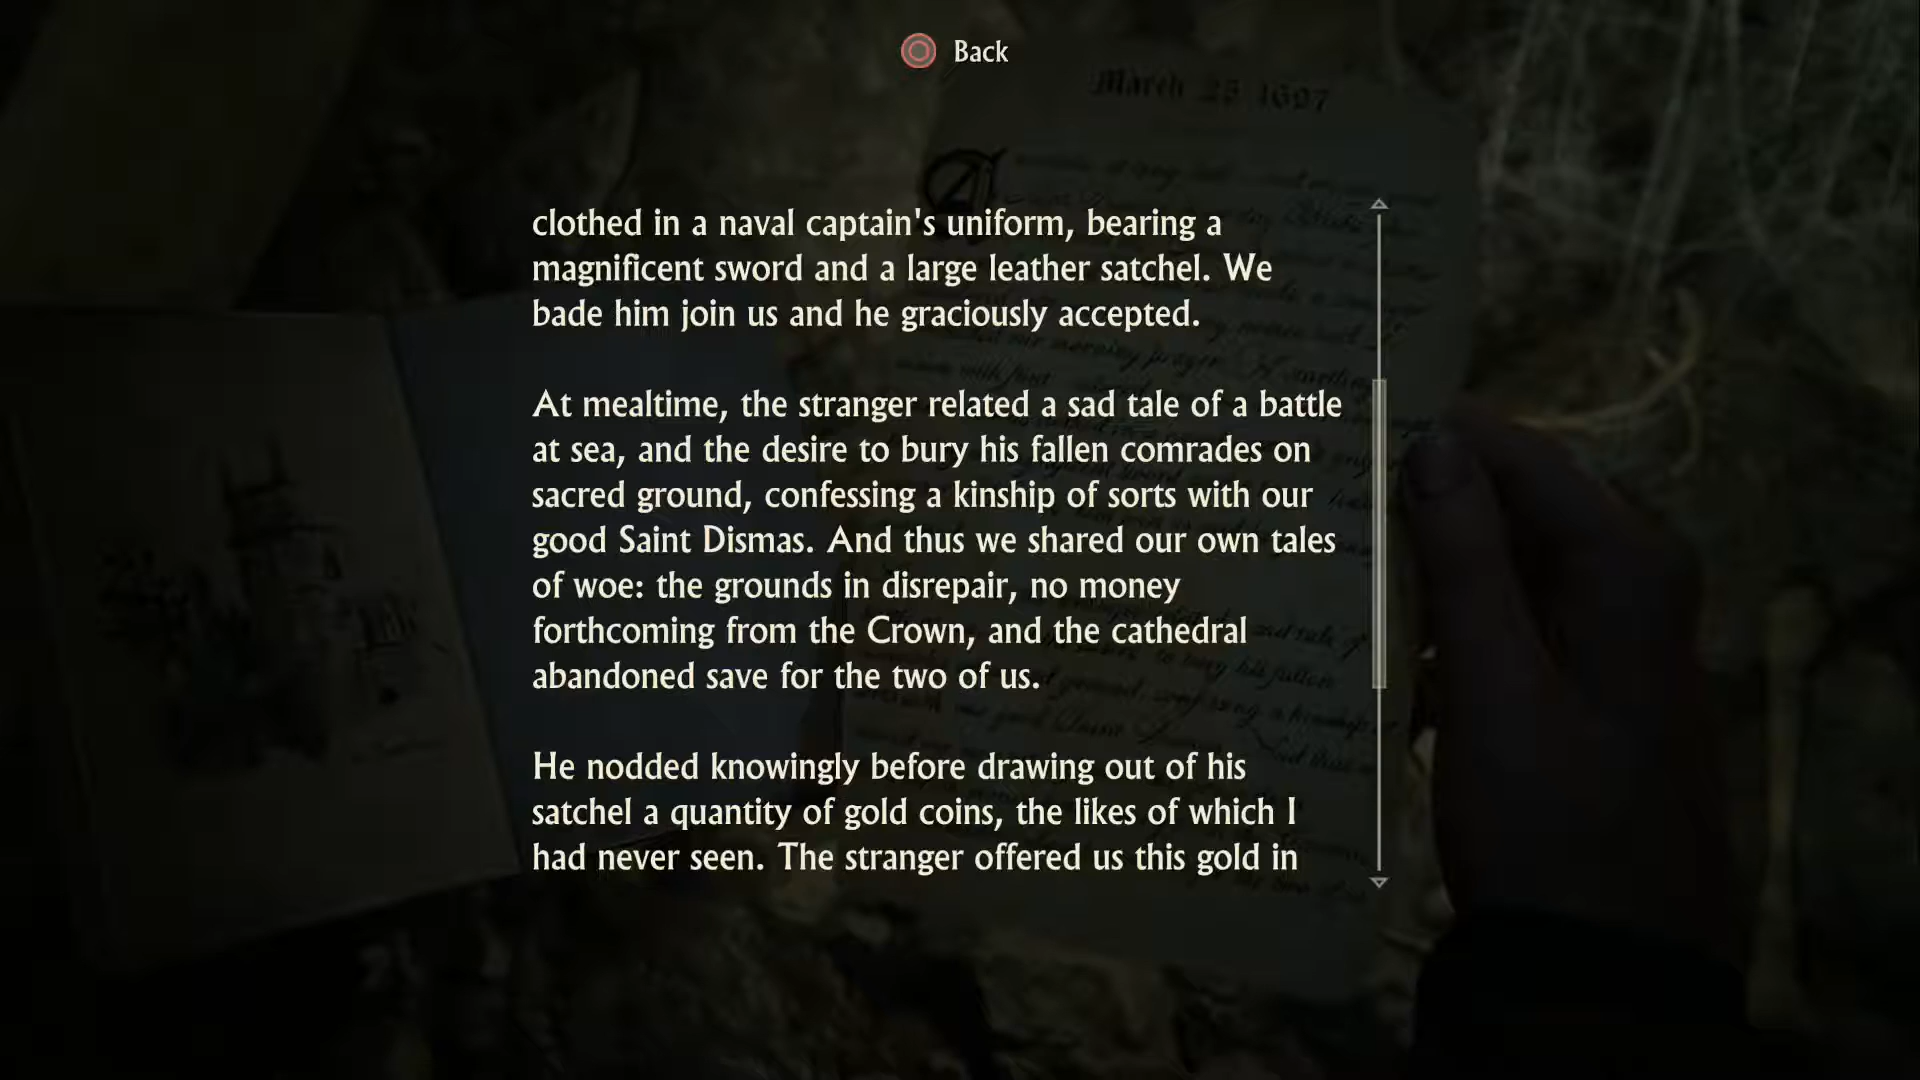 Back
March 25 1697
clothed in a naval captain's uniform, bearing a
magnificent sword and a large leather satchel. We
bade him join us and he graciously accepted.
At mealtime, the stranger related a sad tale of a battle
at sea, and the desire to bury his fallen comrades on
sacred ground, confessing a kinship of sorts with our
good Saint Dismas. And thus we shared our own tales
of woe: the grounds in disrepair, no money
forthcoming from the Crown, and the cathedral
abandoned save for the two of us.
He nodded knowingly before drawing out of his
satchel a quantity of gold coins, the likes of which I
had never seen. The stranger offered us this gold in